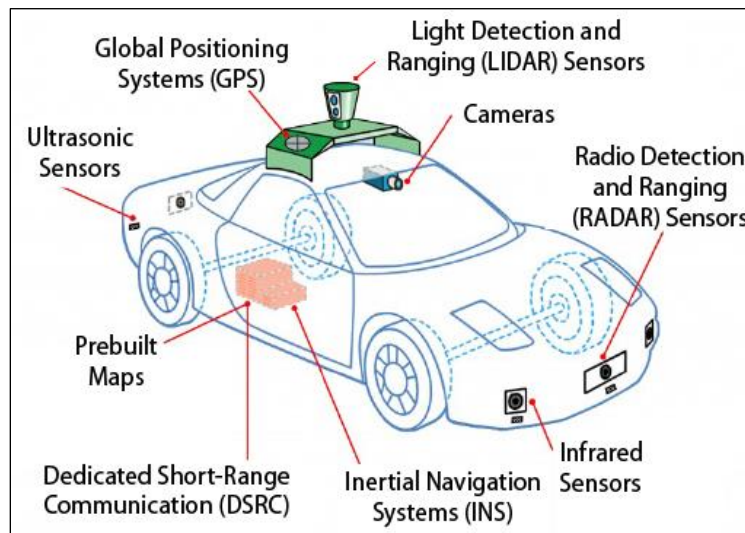 Light Detection and
Ranging (LIDAR) Sensors
Global Positioning
Systems (GPS)
Cameras
Ultrasonic
Sensors
Radio Detection
and Ranging
(RADAR) Sensors
Prebuilt
Maps
Dedicated Short-Range
Communication (DSRC)
Inertial Navigation
Systems (INS)
Infrared
Sensors